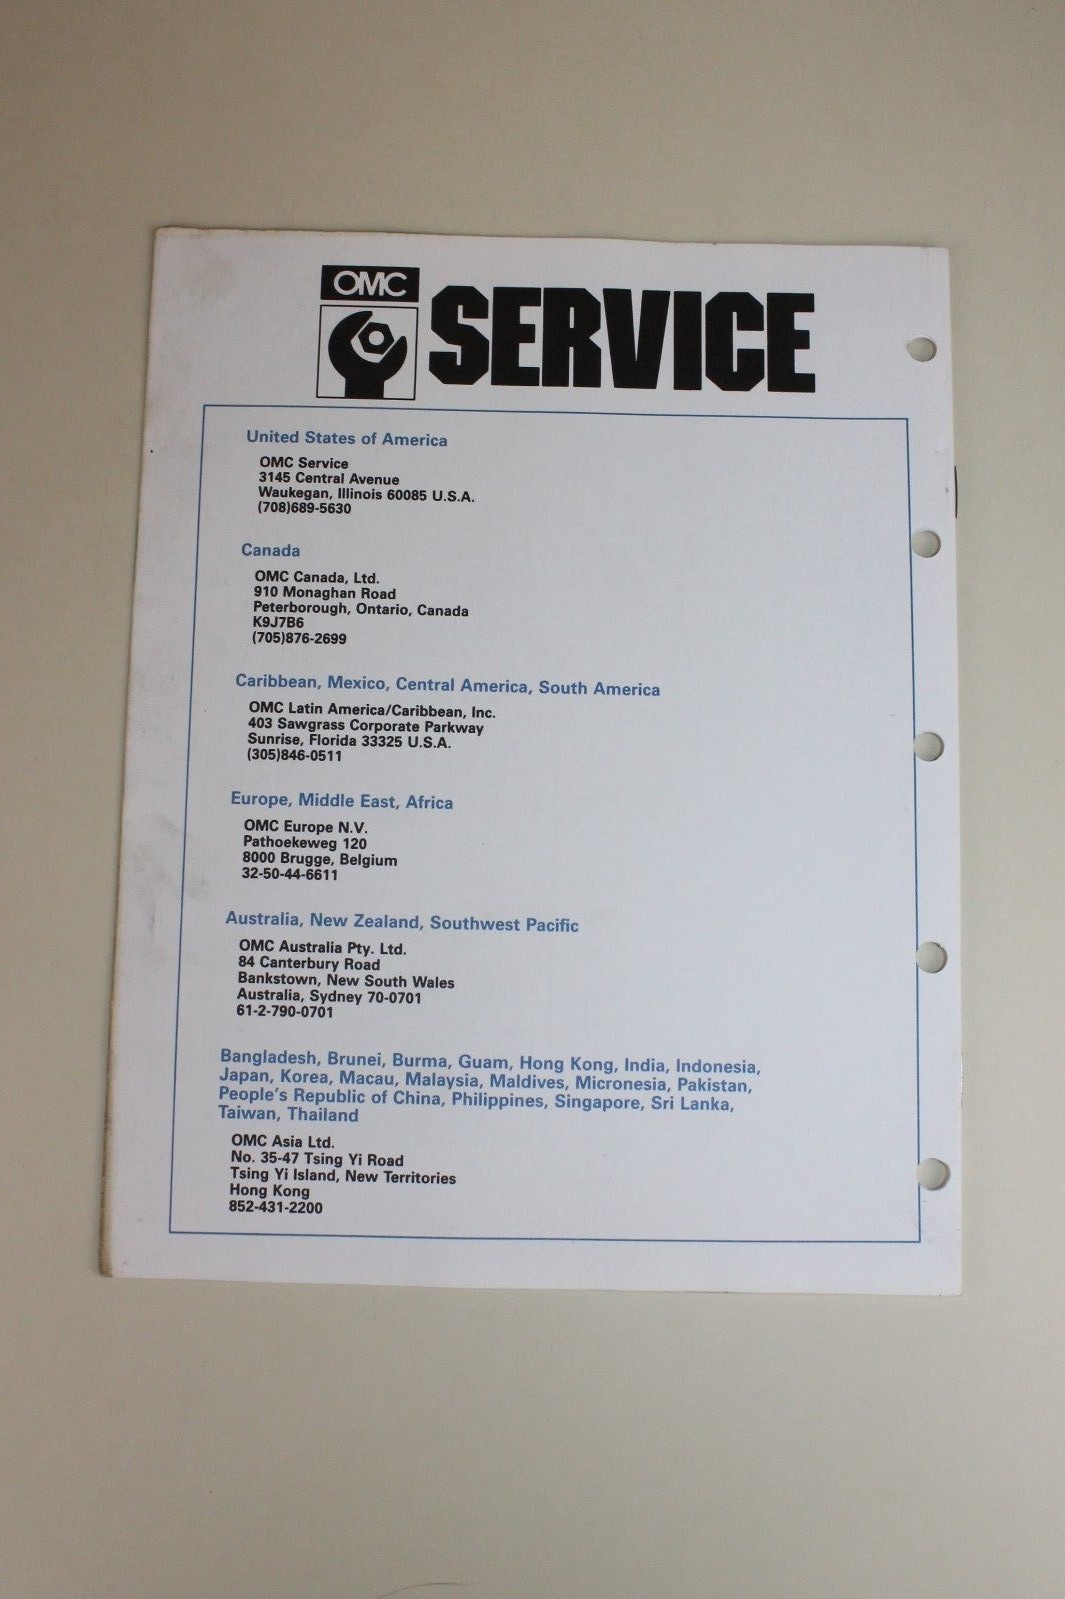 OMC
SERVICE
United States of America
OMC Service
3145 Central Avenue
Waukegan, Illinois 60085 U.S.A.
(708)689-5630
Canada
OMC Canada, Ltd.
910 Monaghan Road
Peterborough, Ontario, Canada
K9J7B6
(705)876-2699
Caribbean, Mexico, Central America, South America
OMC Latin America/Caribbean, Inc.
403 Sawgrass Corporate Parkway
Sunrise, Florida 33325 U.S.A.
(305)846-0511
Europe, Middle East, Africa
OMC Europe N.V.
Pathoekeweg 120
8000 Brugge, Belgium
32-50-44-6611
Australia, New Zealand, Southwest Pacific
OMC Australia Pty. Ltd.
84 Canterbury Road
Bankstown, New South Wales
Australia, Sydney 70-0701
61-2-790-0701
Bangladesh, Brunei, Burma, Guam, Hong Kong, India, Indonesia,
Japan, Korea, Macau, Malaysia, Maldives, Micronesia, Pakistan,
People's Republic of China, Philippines, Singapore, Sri Lanka,
Taiwan, Thailand
OMC Asia Ltd.
No. 35-47 Tsing Yi Road
Tsing Yi Island, New Territories
Hong Kong
852-431-2200